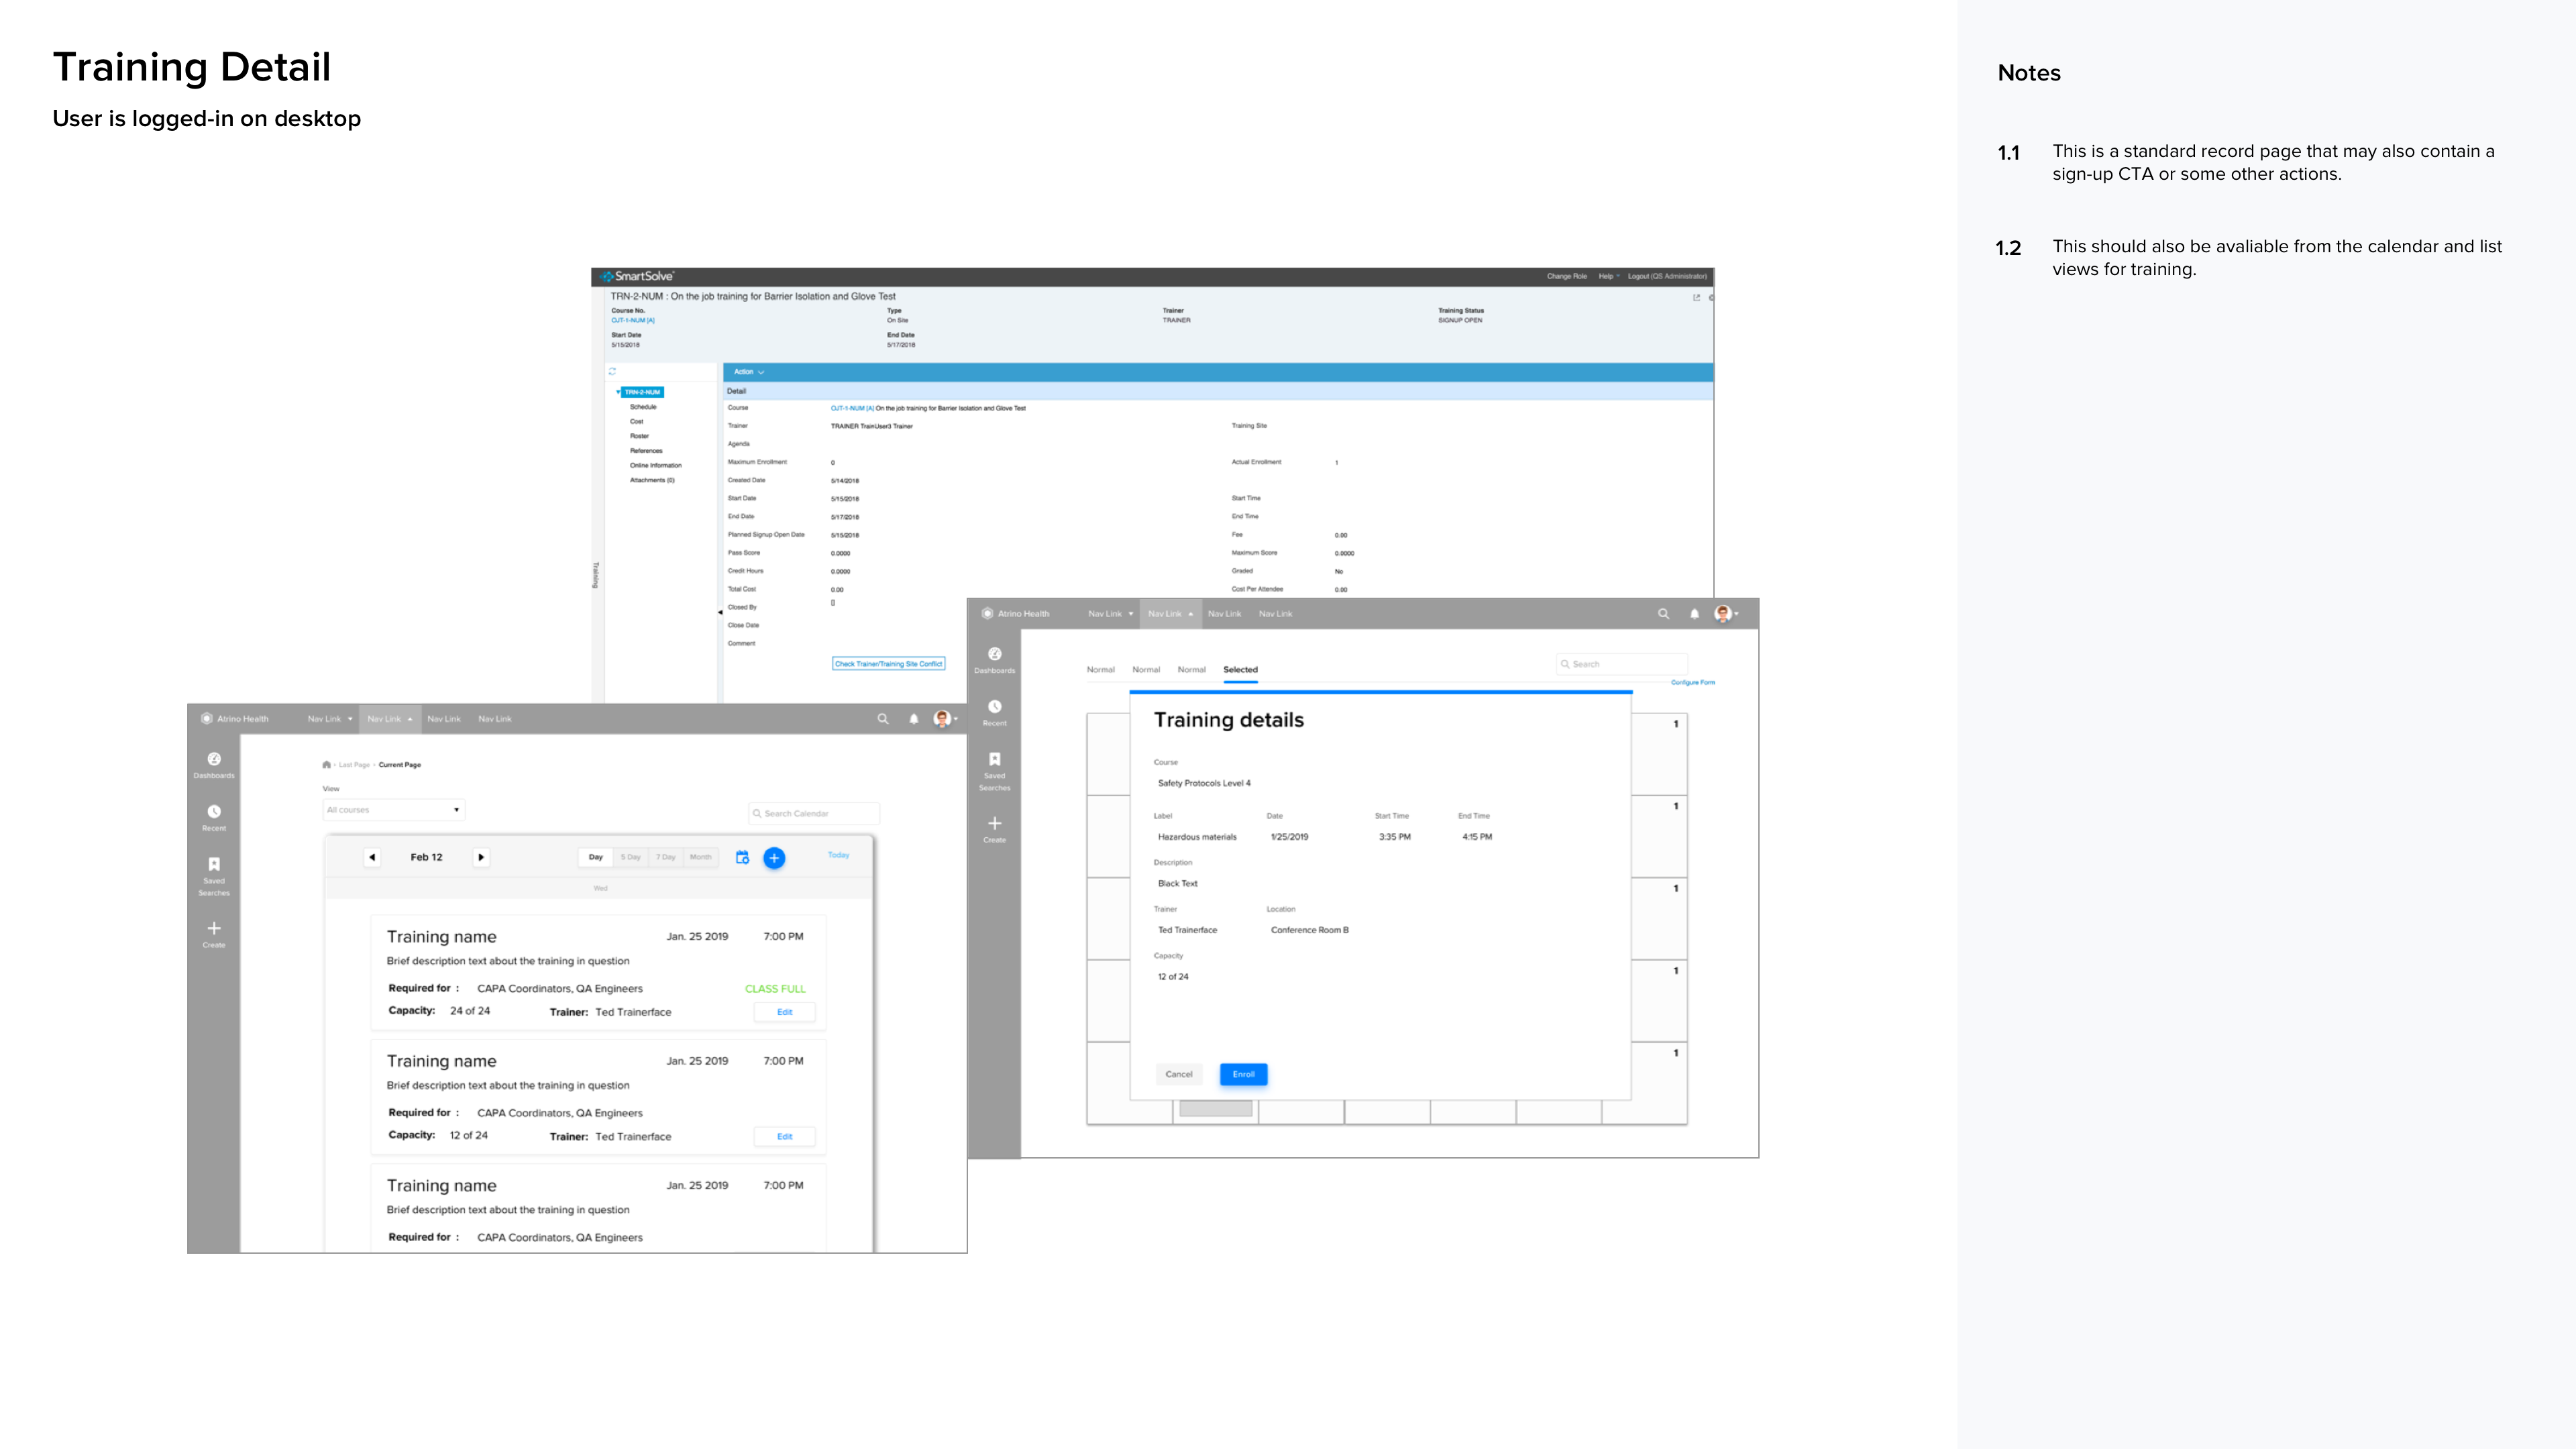 Training Detail
User is logged-in on desktop
Notes
1.1 This is a standard record page that may also contain a
sign-up CTA or some other actions.
1.2 This should also be avaliable from the calendar and list
views for training.
SmartSolve
Change Role Help Logout (QS Administrator)
TRN-2-NUM : On the job training for Barrier Isolation and Glove Test
Course No. Type Trainer Training Status
OJT-1-NUM [A] On Site TRAINER SIGNUP OPEN
Start Date End Date
5/15/2018 5/17/2018
Action
TRN-2-NUM
Schedule
Cost
Roster
References
Online Information
Attachments (0)
Training
Detail
Course OJT-1-NUM [A] On the job training for Barrier Isolation and Glove Test
Trainer TRAINER TrainUser3 Trainer Training Site
Agenda
Maximum Enrollment 0 Actual Enrollment 1
Created Date 5/14/2018
Start Date 5/15/2018 Start Time
End Date 5/17/2018 End Time
Planned Signup Open Date 5/15/2018 Fee 0.00
Pass Score 0.0000 Maximum Score 0.0000
Credit Hours 0.0000 Graded No
Total Cost 0.00 Cost Per Attendee 0.00
Closed By []
Close Date
Comment
Check Trainer/Training Site Conflict
Atrino Health Nav Link Nav Link Nav Link Nav Link
Dashboards
Recent
Saved
Searches
Create
Last Page Current Page
View
All courses
Search Calendar
Feb 12 Day 5 Day 7 Day Month Today
Wed
Training name Jan. 25 2019 7:00 PM
Brief description text about the training in question
Required for : CAPA Coordinators, QA Engineers CLASS FULL
Capacity: 24 of 24 Trainer: Ted Trainerface Edit
Training name Jan. 25 2019 7:00 PM
Brief description text about the training in question
Required for : CAPA Coordinators, QA Engineers
Capacity: 12 of 24 Trainer: Ted Trainerface Edit
Training name Jan. 25 2019 7:00 PM
Brief description text about the training in question
Required for : CAPA Coordinators, QA Engineers
Atrino Health Nav Link Nav Link Nav Link Nav Link
Dashboards
Recent
Saved
Searches
Create
Normal Normal Normal Selected Search
Configure Form
Training details
Course
Safety Protocols Level 4
Label Date Start Time End Time
Hazardous materials 1/25/2019 3:35 PM 4:15 PM
Description
Black Text
Trainer Location
Ted Trainerface Conference Room B
Capacity
12 of 24
Cancel Enroll
1
1
1
1
1